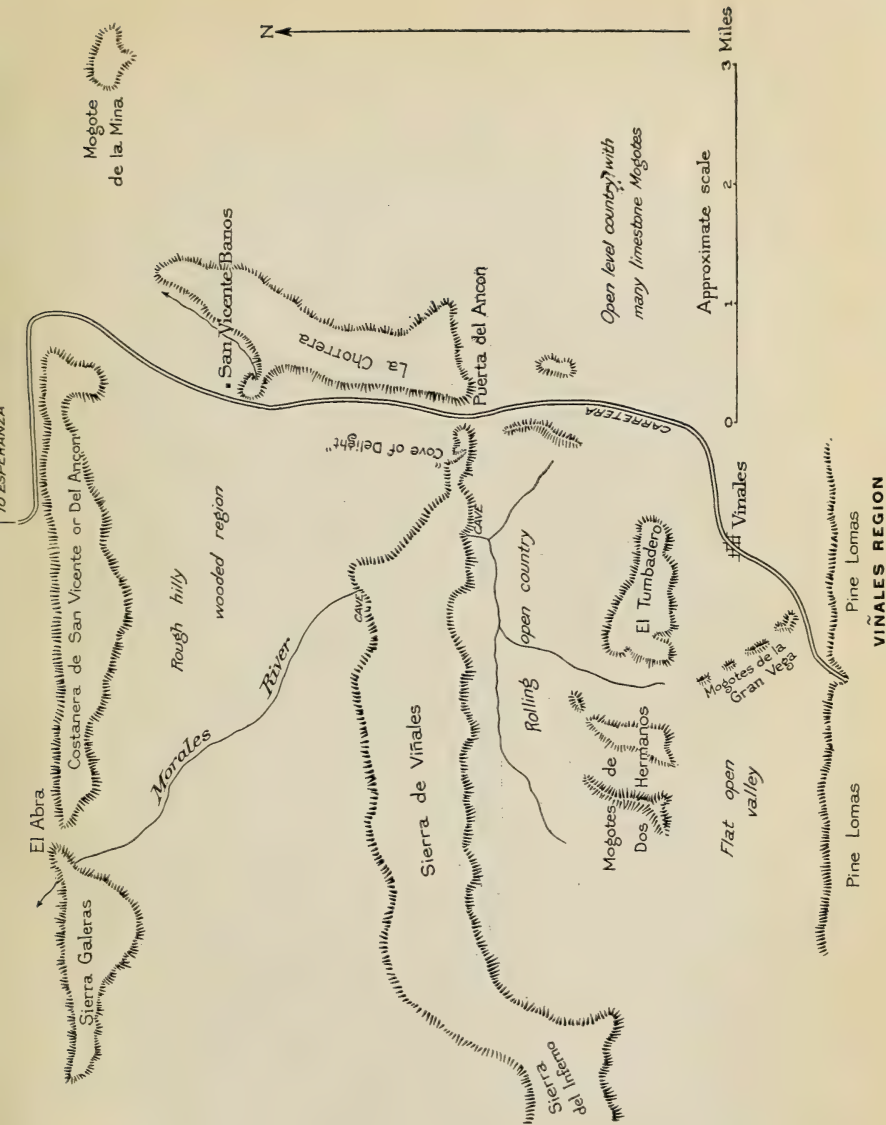 TO ESPERANZA
Mogote
de la Mina
N
El Abra
Costanera de San Vicente or Del Ancon
Sierra Galeras
San Vicente Banos
Rough hilly
wooded region
Morales River
La Chorrera
"Cove of Delight"
Puerta del Ancon
CAVE
CAVE
Sierra de Viñales
Rolling open country
Open level country with
many limestone Mogotes
CARRETERA
El Tumbadero
Mogotes de
Dos Hermanos
Sierra
del Infierno
Mogotes de la
Gran Vega
Vinales
Flat open
valley
Approximate scale
0 1 2 3 Miles
Pine Lomas
Pine Lomas
VIÑALES REGION